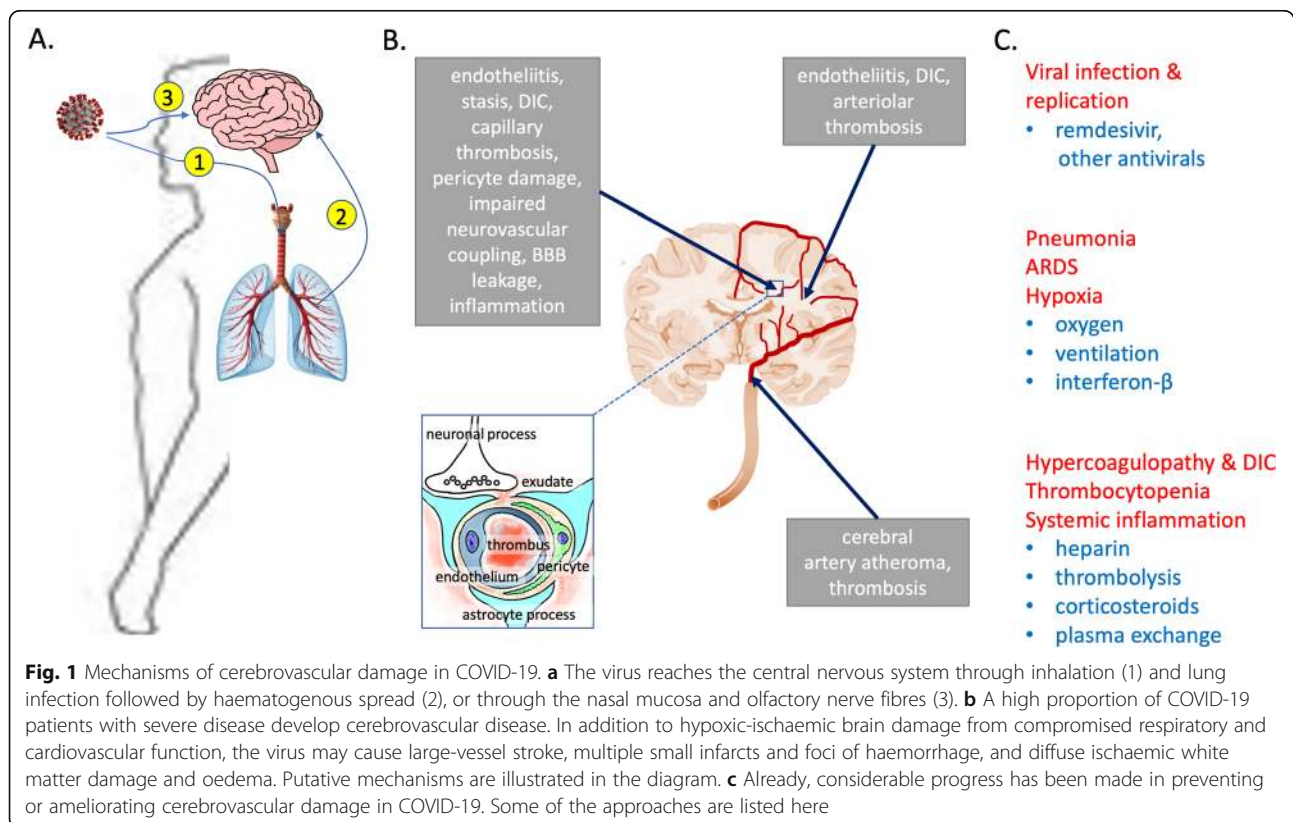 A.
3
1
2
B.
endotheliitis,
stasis, DIC,
capillary
thrombosis,
pericyte damage,
impaired
neurovascular
coupling, BBB
leakage,
inflammation
endotheliitis, DIC,
arteriolar
thrombosis
neuronal process
exudate
thrombus
endothelium
pericyte
astrocyte process
cerebral
artery atheroma,
thrombosis
C.
Viral infection &
replication
• remdesivir,
other antivirals
Pneumonia
ARDS
Hypoxia
• oxygen
• ventilation
• interferon-β
Hypercoagulopathy & DIC
Thrombocytopenia
Systemic inflammation
• heparin
• thrombolysis
• corticosteroids
• plasma exchange
Fig. 1 Mechanisms of cerebrovascular damage in COVID-19. a The virus reaches the central nervous system through inhalation (1) and lung
infection followed by haematogenous spread (2), or through the nasal mucosa and olfactory nerve fibres (3). b A high proportion of COVID-19
patients with severe disease develop cerebrovascular disease. In addition to hypoxic-ischaemic brain damage from compromised respiratory and
cardiovascular function, the virus may cause large-vessel stroke, multiple small infarcts and foci of haemorrhage, and diffuse ischaemic white
matter damage and oedema. Putative mechanisms are illustrated in the diagram. c Already, considerable progress has been made in preventing
or ameliorating cerebrovascular damage in COVID-19. Some of the approaches are listed here